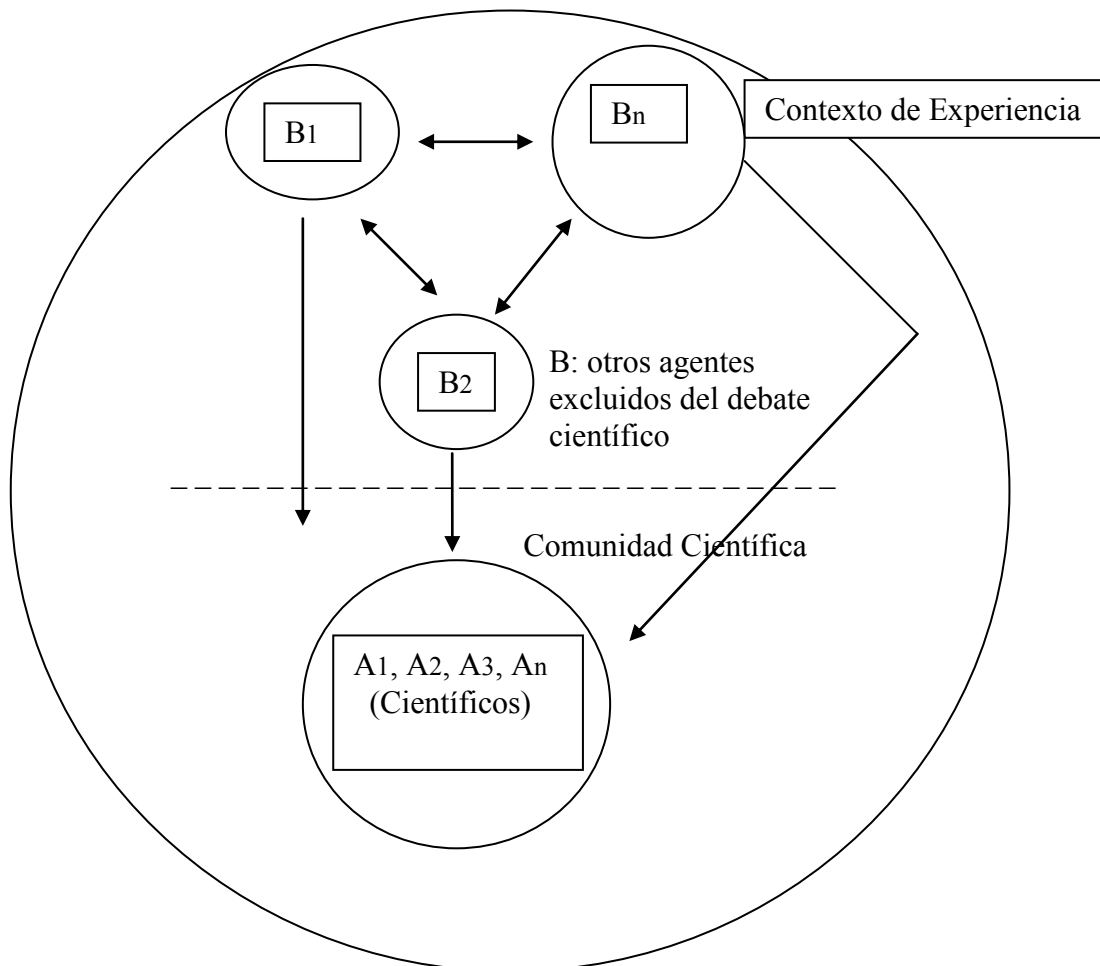 Contexto de Experiencia
B1
Bn
B2
B: otros agentes
excluidos del debate
científico
Comunidad Científica
A1, A2, A3, An
(Científicos)